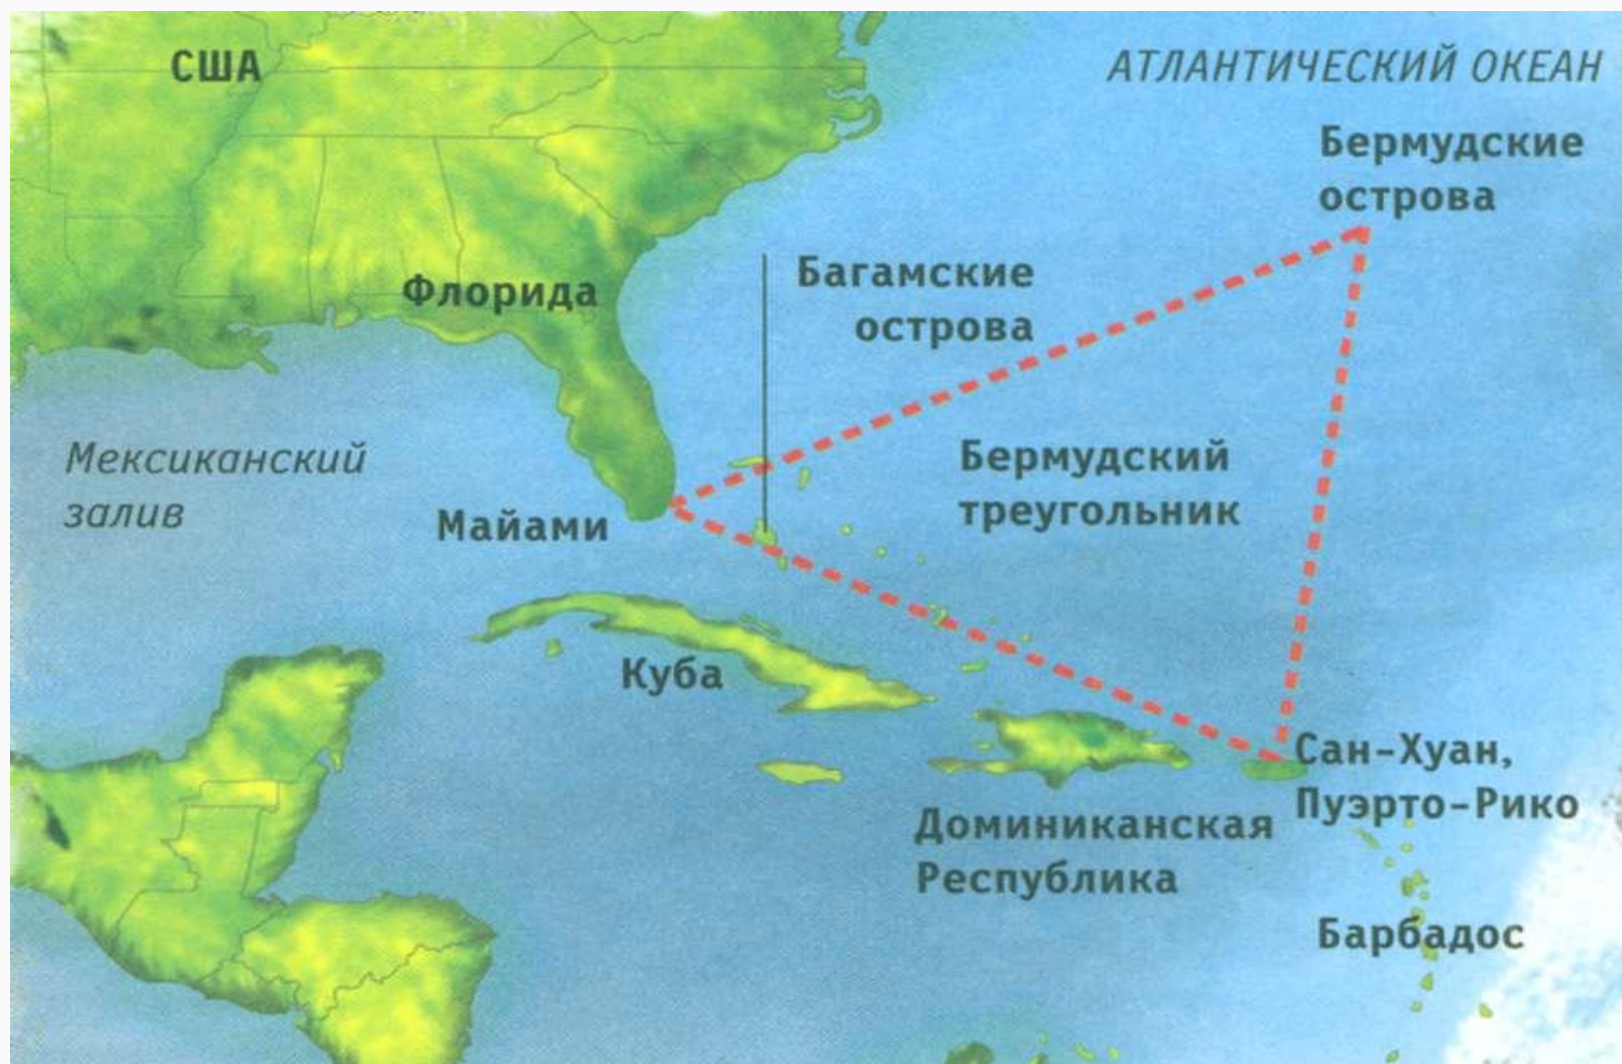 США
АТЛАНТИЧЕСКИЙ ОКЕАН
Бермудские
острова
Багамские
острова
Флорида
Мексиканский
залив
Бермудский
треугольник
Майами
Куба
Сан-Хуан,
Пуэрто-Рико
Доминиканская
Республика
Барбадос